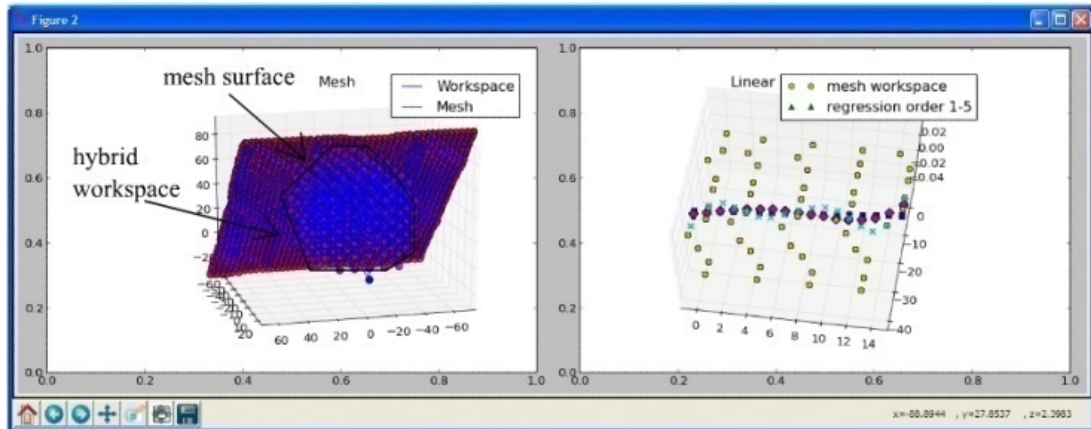 Figure 2
1.0
0.8
0.6
0.4
0.2
0.0
0.0 0.2 0.4 0.6 0.8 1.0
mesh surface
hybrid
workspace
Mesh
Workspace
Mesh
80
60
40
20
0
60 40 20 0 −20 −40 −60
20
1.0
0.8
0.6
0.4
0.2
0.0
0.0 0.2 0.4 0.6 0.8 1.0
Linear
mesh workspace
regression order 1-5
0.02
0.00
0.02
0.04
0
−10
−20
−30
−40
0 2 4 6 8 10 12 14
x=-88.8944 , y=27.8537 , z=2.3983